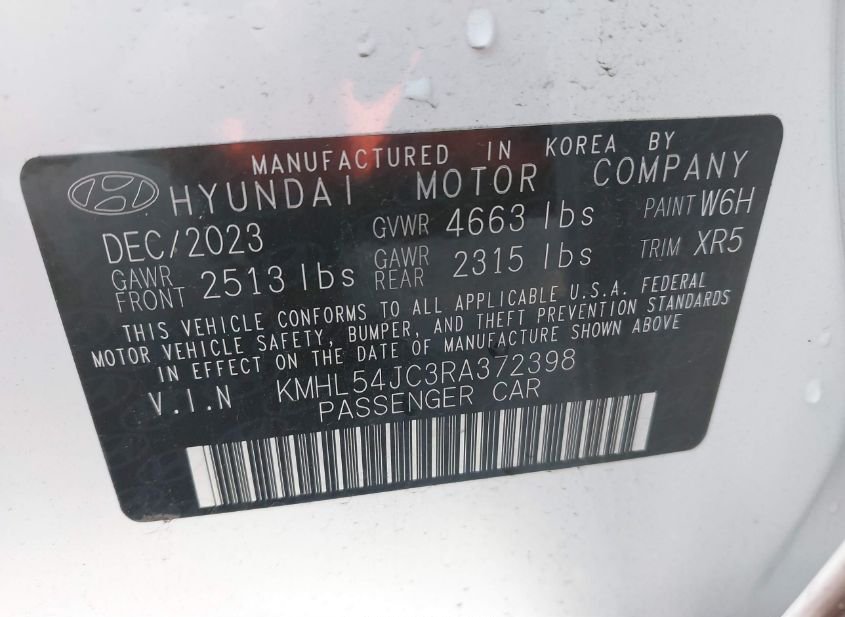 MANUFACTURED IN KOREA BY
HYUNDAI MOTOR COMPANY
DEC/2023 GVWR 4663 lbs PAINT W6H
GAWR FRONT 2513 lbs GAWR REAR 2315 lbs TRIM XR5
THIS VEHICLE CONFORMS TO ALL APPLICABLE U.S.A. FEDERAL
MOTOR VEHICLE SAFETY, BUMPER, AND THEFT PREVENTION STANDARDS
IN EFFECT ON THE DATE OF MANUFACTURE SHOWN ABOVE
V.I.N KMHL54JC3RA372398
PASSENGER CAR